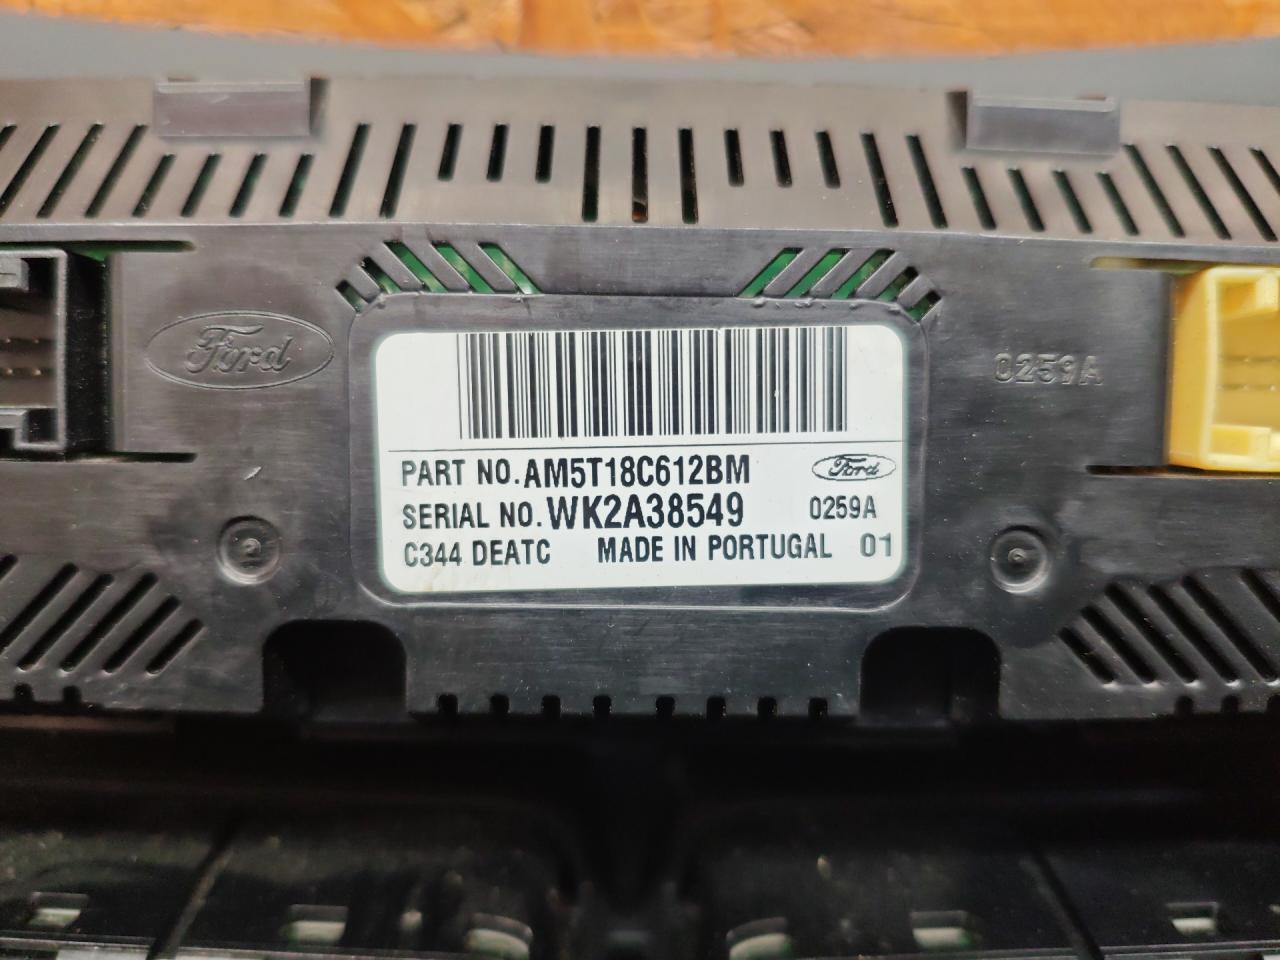 Ford
0259A
PART NO. AM5T18C612BM
Ford
SERIAL NO. WK2A38549
0259A
C344 DEATC MADE IN PORTUGAL 01